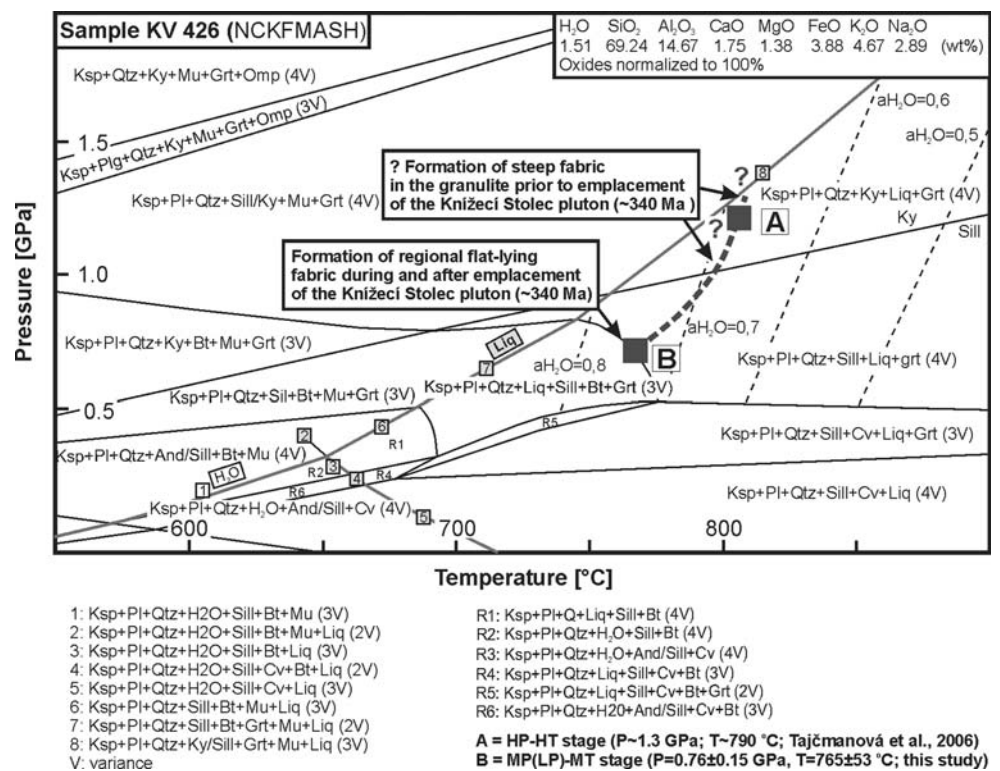 Sample KV 426 (NCKFMASH)
H₂O SiO₂ Al₂O₃ CaO MgO FeO K₂O Na₂O
1.51 69.24 14.67 1.75 1.38 3.88 4.67 2.89 (wt%)
Oxides normalized to 100%
Ksp+Qtz+Ky+Mu+Grt+Omp (4V)
Ksp+Plg+Qtz+Ky+Mu+Grt+Omp (3V)
aH₂O=0,6
aH₂O=0,5
1.5
? Formation of steep fabric
in the granulite prior to emplacement
of the Knížecí Stolec pluton (~340 Ma )
?
8
Ksp+Pl+Qtz+Sill/Ky+Mu+Grt (4V)
Ksp+Pl+Qtz+Ky+Liq+Grt (4V)
?
A
Ky
Sill
Formation of regional flat-lying
fabric during and after emplacement
of the Knížecí Stolec pluton (~340 Ma)
1.0
Pressure [GPa]
Ksp+Pl+Qtz+Ky+Bt+Mu+Grt (3V)
Liq
aH₂O=0,7
B
7
aH₂O=0,8
Ksp+Pl+Qtz+Sill+Liq+grt (4V)
Ksp+Pl+Qtz+Liq+Sill+Bt+Grt (3V)
Ksp+Pl+Qtz+Sil+Bt+Mu+Grt (3V)
0.5
R5
6
2
R1
Ksp+Pl+Qtz+Sill+Cv+Liq+Grt (3V)
Ksp+Pl+Qtz+And/Sill+Bt+Mu (4V)
H₂O
R2
3
R4
4
1
R6
Ksp+Pl+Qtz+Sill+Cv+Liq (4V)
Ksp+Pl+Qtz+H₂O+And/Sill+Cv (4V)
5
600 700 800
Temperature [°C]
1: Ksp+Pl+Qtz+H2O+Sill+Bt+Mu (3V)
2: Ksp+Pl+Qtz+H2O+Sill+Bt+Mu+Liq (2V)
3: Ksp+Pl+Qtz+H2O+Sill+Bt+Liq (3V)
4: Ksp+Pl+Qtz+H2O+Sill+Cv+Bt+Liq (2V)
5: Ksp+Pl+Qtz+H2O+Sill+Cv+Liq (3V)
6: Ksp+Pl+Qtz+Sill+Bt+Mu+Liq (3V)
7: Ksp+Pl+Qtz+Sill+Bt+Grt+Mu+Liq (2V)
8: Ksp+Pl+Qtz+Ky/Sill+Grt+Mu+Liq (3V)
V: variance
R1: Ksp+Pl+Q+Liq+Sill+Bt (4V)
R2: Ksp+Pl+Qtz+H₂O+Sill+Bt (4V)
R3: Ksp+Pl+Qtz+H₂O+And/Sill+Cv (4V)
R4: Ksp+Pl+Qtz+Liq+Sill+Cv+Bt (3V)
R5: Ksp+Pl+Qtz+Liq+Sill+Cv+Bt+Grt (2V)
R6: Ksp+Pl+Qtz+H20+And/Sill+Cv+Bt (3V)
A = HP-HT stage (P~1.3 GPa; T~790 °C; Tajčmanová et al., 2006)
B = MP(LP)-MT stage (P=0.76±0.15 GPa, T=765±53 °C; this study)